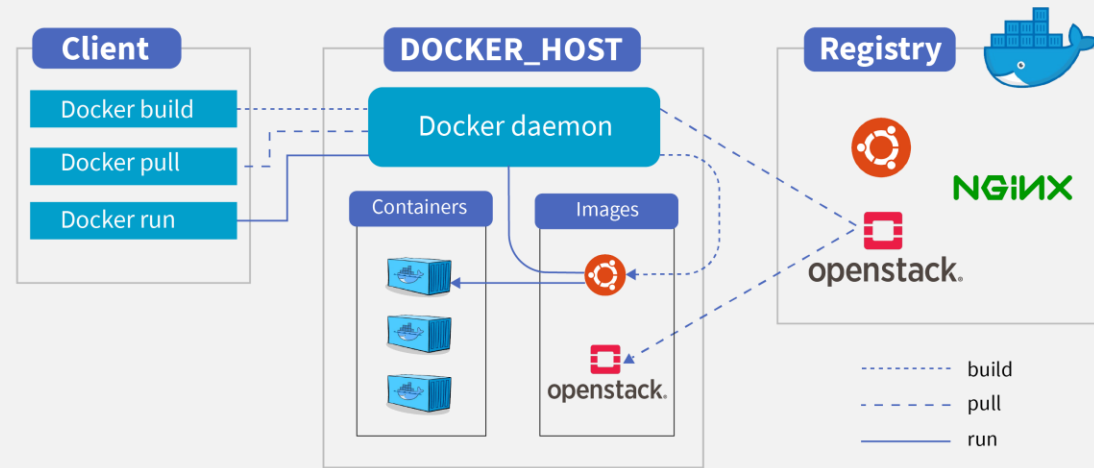 Client
DOCKER_HOST
Registry
Docker build
Docker pull
Docker run
Docker daemon
Containers
Images
NGiNX
openstack.
openstack.
build
pull
run